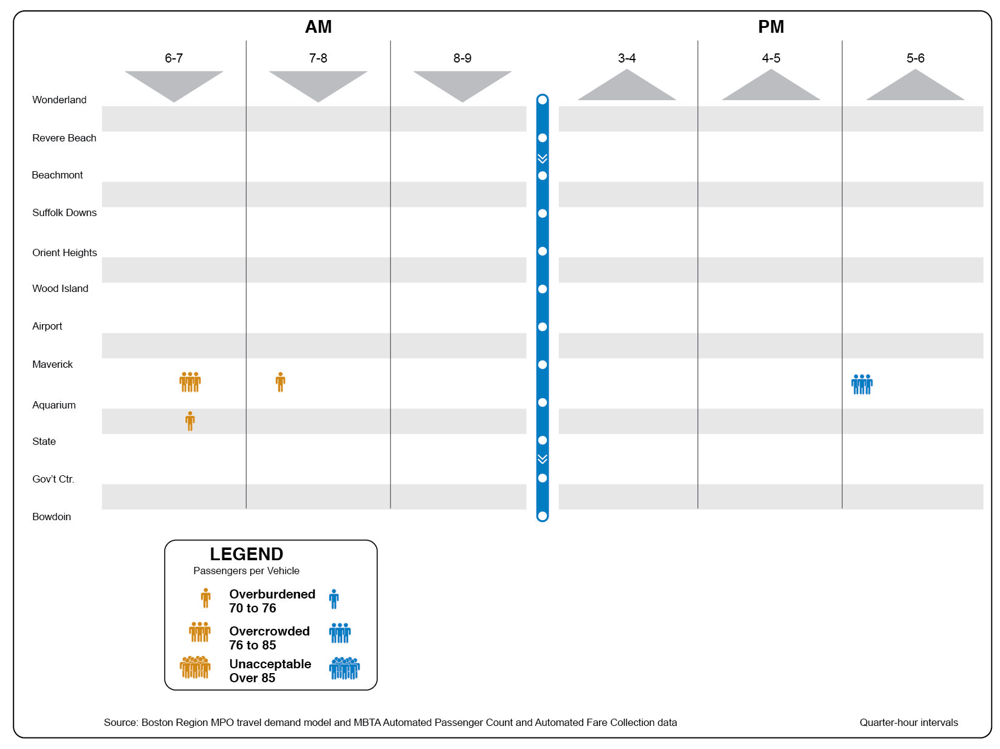 AM
PM
6-7
7-8
8-9
3-4
4-5
5-6
Wonderland
Revere Beach
Beachmont
Suffolk Downs
Orient Heights
Wood Island
Airport
Maverick
Aquarium
State
Gov’t Ctr.
Bowdoin
LEGEND
Passengers per Vehicle
Overburdened
70 to 76
Overcrowded
76 to 85
Unacceptable
Over 85
Source: Boston Region MPO travel demand model and MBTA Automated Passenger Count and Automated Fare Collection data
Quarter-hour intervals